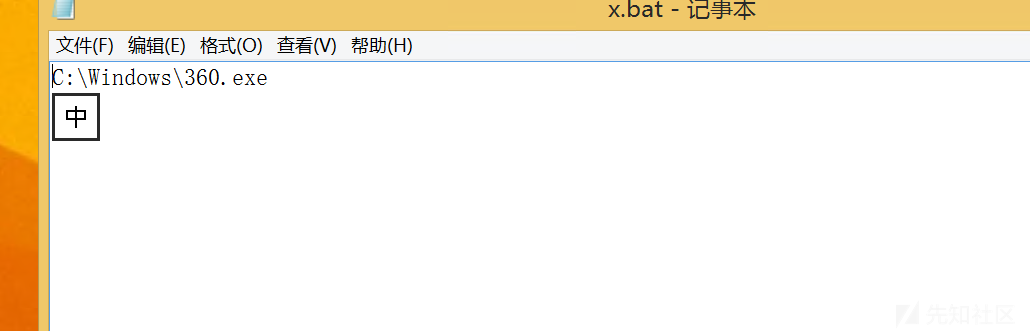 x.bat - 记事本
文件(F) 编辑(E) 格式(O) 查看(V) 帮助(H)
C:\Windows\360.exe
中
先知社区